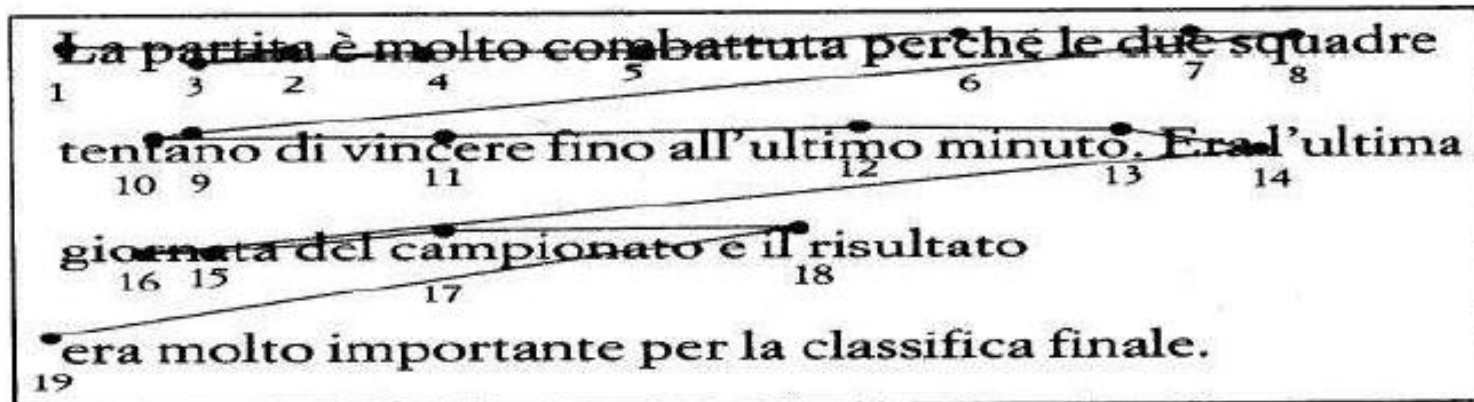 La partita è molto combattuta perché le due squadre
1 3 2 4 5 6 7 8
tentano di vincere fino all'ultimo minuto. Era l'ultima
10 9 11 12 13 14
giornata del campionato e il risultato
16 15 17 18
era molto importante per la classifica finale.
19